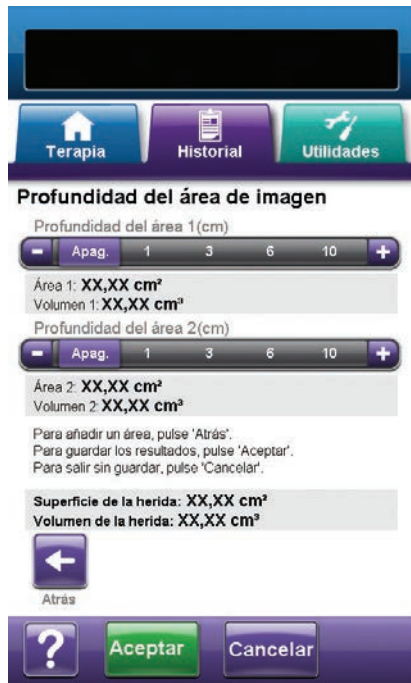 Terapia
Historial
Utilidades
Profundidad del área de imagen
Profundidad del área 1(cm)
- Apag. 1 3 6 10 +
Área 1: XX,XX cm²
Volumen 1: XX,XX cm³
Profundidad del área 2(cm)
- Apag. 1 3 6 10 +
Área 2: XX,XX cm²
Volumen 2: XX,XX cm³
Para añadir un área, pulse 'Atrás'.
Para guardar los resultados, pulse 'Aceptar'.
Para salir sin guardar, pulse 'Cancelar'.
Superficie de la herida: XX,XX cm²
Volumen de la herida: XX,XX cm³
Atrás
? Aceptar Cancelar